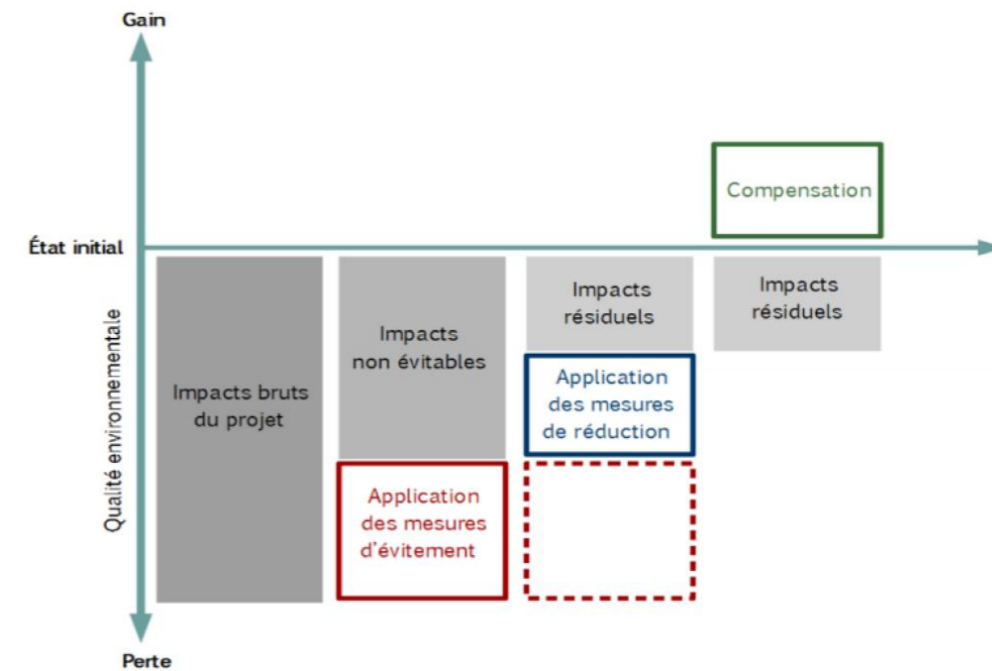 Gain
Compensation
État initial
Qualité environnementale
Impacts bruts
du projet
Impacts
non évitables
Impacts
résiduels
Impacts
résiduels
Application
des mesures
de réduction
Application
des mesures
d'évitement
Perte